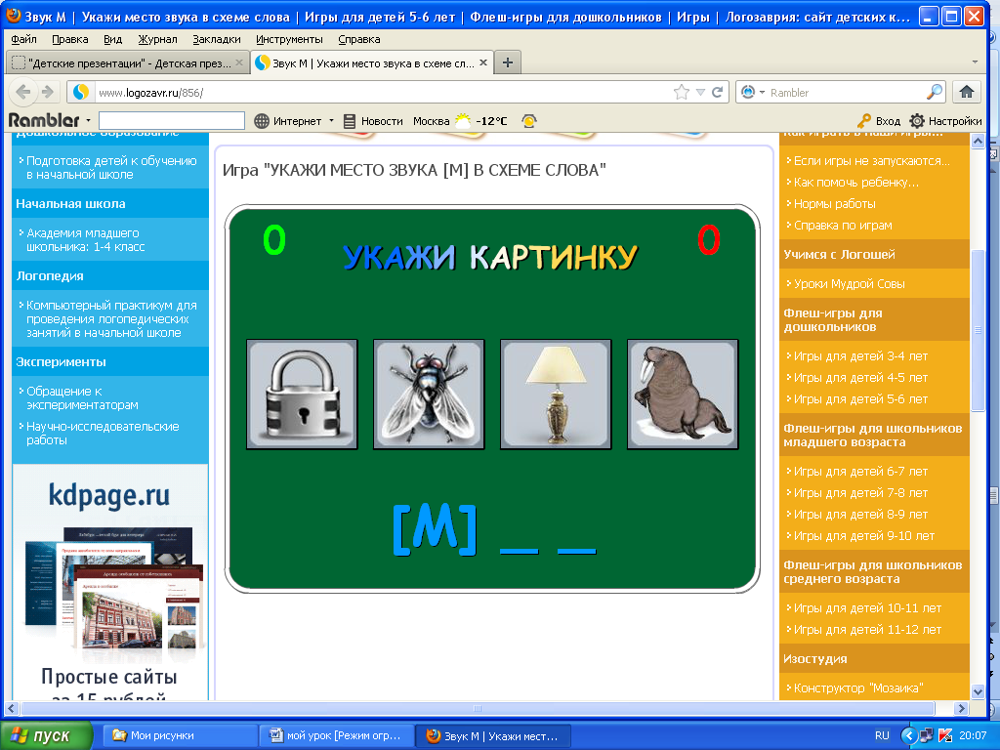 Звук М | Укажи место звука в схеме слова | Игры для детей 5-6 лет | Флеш-игры для дошкольников | Игры | Логозаврия: сайт детских к...
Файл Правка Вид Журнал Закладки Инструменты Справка
"Детские презентации" - Детская през...
Звук М | Укажи место звука в схеме сл...
www.logozavr.ru/856/
Rambler
Rambler
Интернет
Новости
Москва
-12°C
Вход
Настройки
Дошкольное образование
Подготовка детей к обучению
в начальной школе
Начальная школа
Академия младшего
школьника: 1-4 класс
Логопедия
Компьютерный практикум для
проведения логопедических
занятий в начальной школе
Эксперименты
Обращение к
экспериментаторам
Научно-исследовательские
работы
kdpage.ru
Простые сайты
за 15 рублей
Игра "УКАЖИ МЕСТО ЗВУКА [М] В СХЕМЕ СЛОВА"
0
УКАЖИ КАРТИНКУ
0
[М] _ _
Как играть в наши игры...
Если игры не запускаются...
Как помочь ребенку...
Нормы работы
Справка по играм
Учимся с Логошей
Уроки Мудрой Совы
Флеш-игры для
дошкольников
Игры для детей 3-4 лет
Игры для детей 4-5 лет
Игры для детей 5-6 лет
Флеш-игры для школьников
младшего возраста
Игры для детей 6-7 лет
Игры для детей 7-8 лет
Игры для детей 8-9 лет
Игры для детей 9-10 лет
Флеш-игры для школьников
среднего возраста
Игры для детей 10-11 лет
Игры для детей 11-12 лет
Изостудия
Конструктор "Мозаика"
пуск
Мои рисунки
мой урок [Режим огр...
Звук М | Укажи мест...
RU
20:07